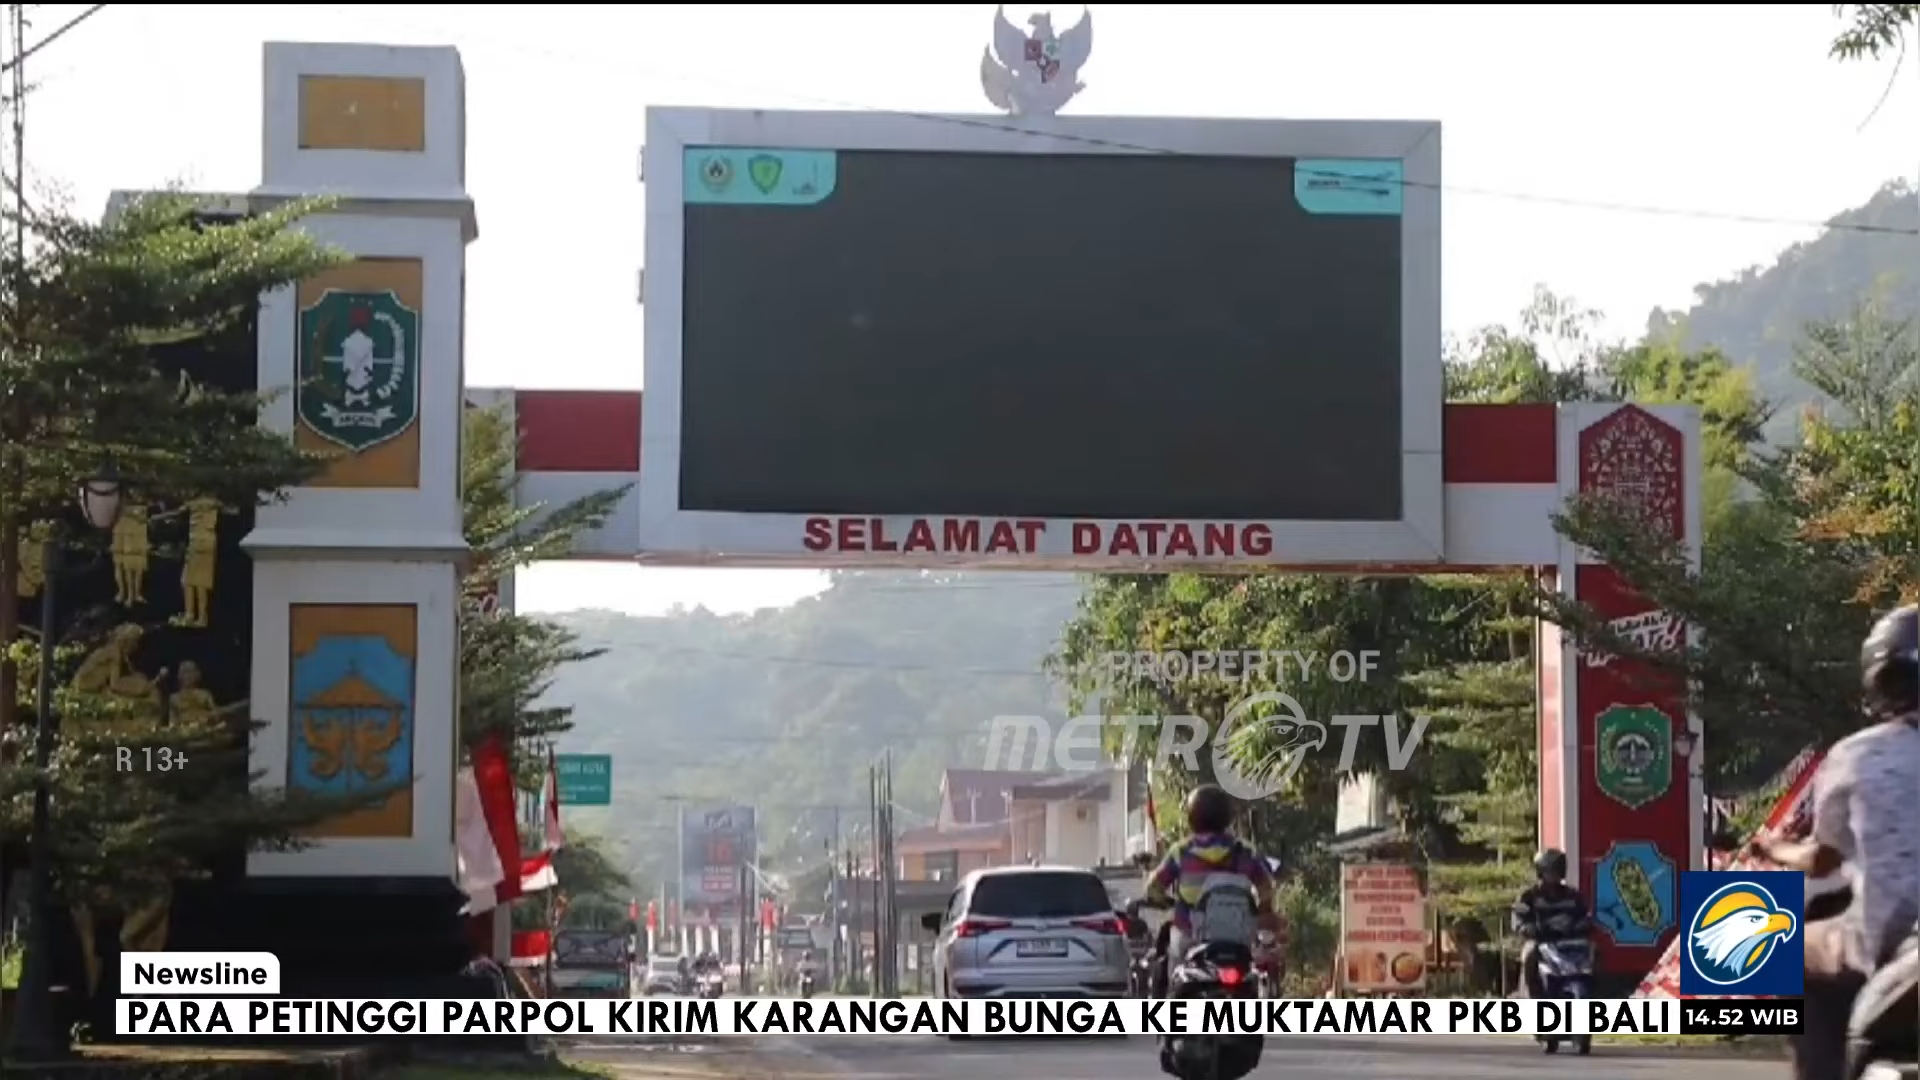 SELAMAT DATANG
PROPERTY OF
METRO TV
R 13+
Newsline
PARA PETINGGI PARPOL KIRIM KARANGAN BUNGA KE MUKTAMAR PKB DI BALI
14.52 WIB